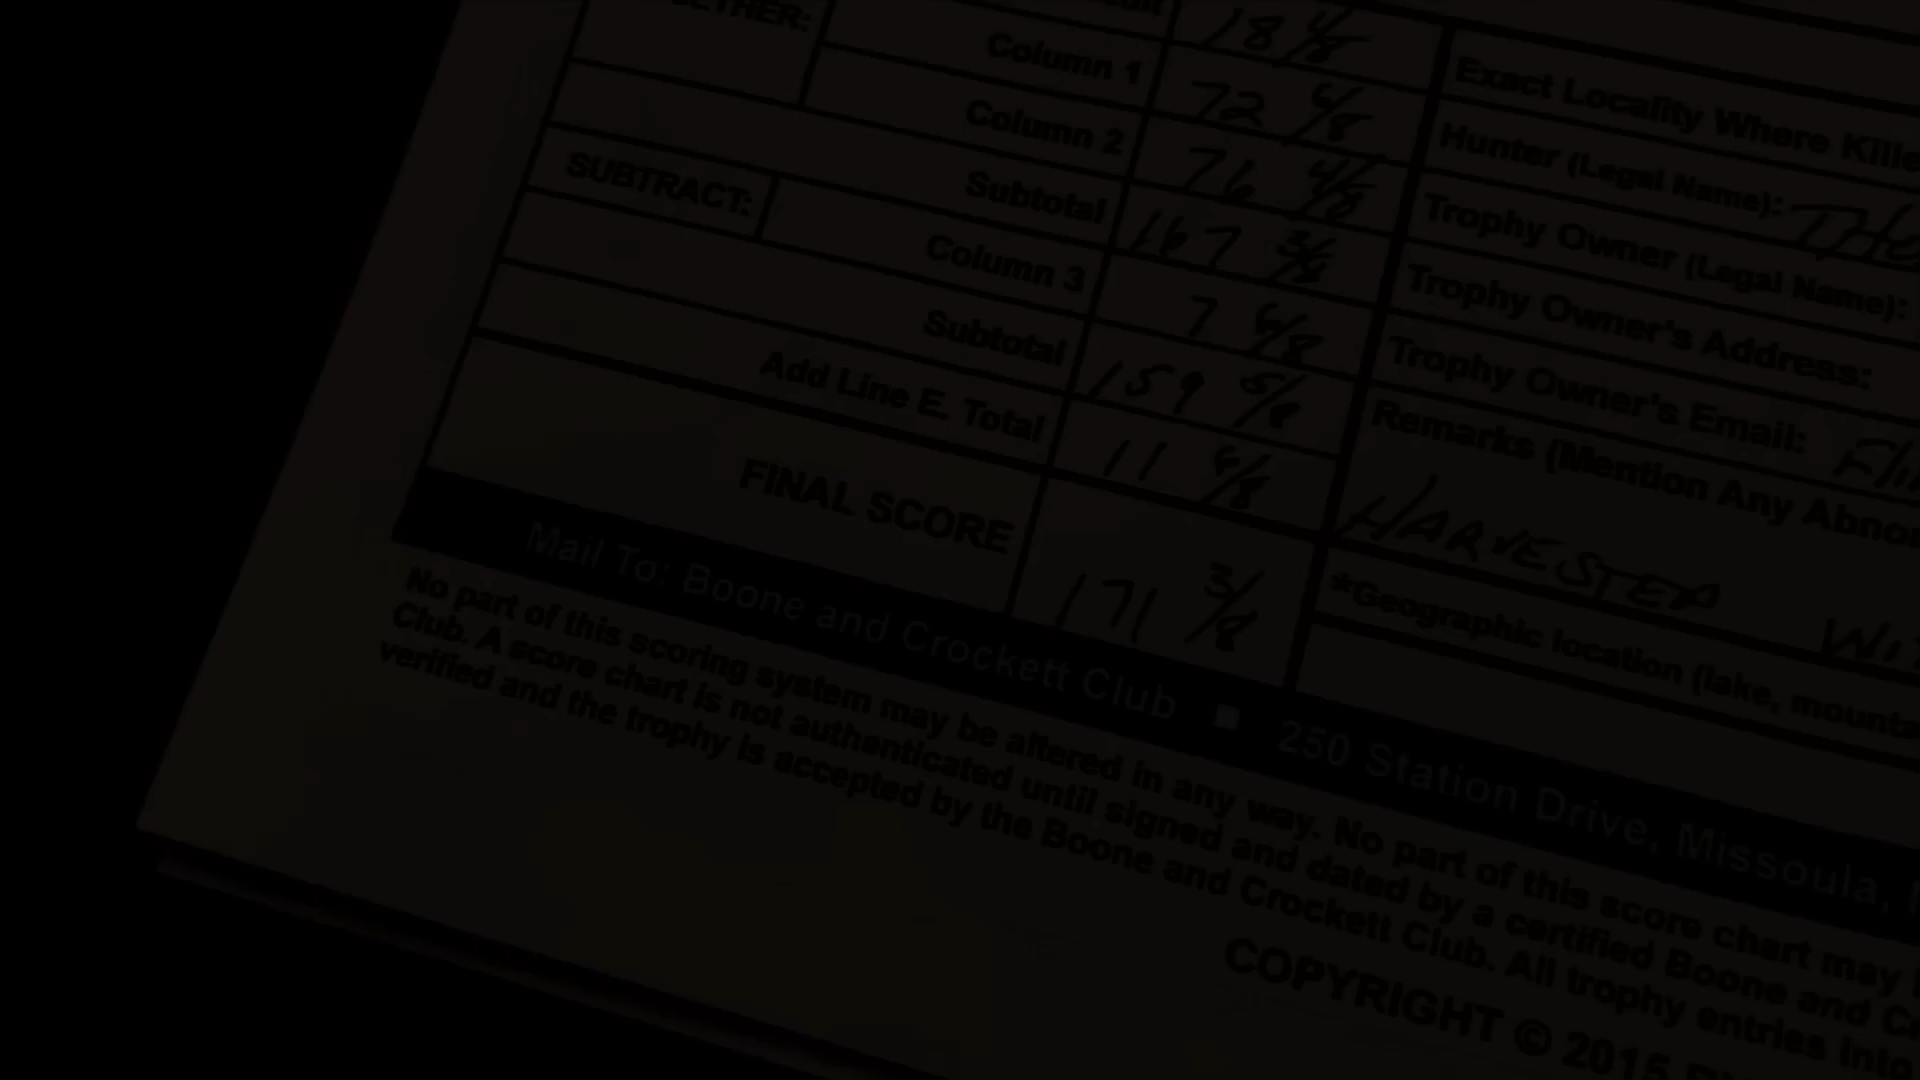 18 4/8
Column 1 72 6/8
Column 2 76 4/8
Subtotal 167 3/8
SUBTRACT: Column 3 7 6/8
Subtotal 159 5/8
Add Line E. Total 11 6/8
FINAL SCORE 171 3/8
Exact Locality Where
Hunter (Legal Name):
Trophy Owner (Legal Name):
Trophy Owner's Address:
Trophy Owner's Email:
Remarks (Mention Any
HARVESTED
*Geographic location (lake,
Mail To: Boone and Crockett Club ■ 250 Station Drive, Missoula,
No part of this scoring system may be altered in any way. No part of this score chart may
Club. A score chart is not authenticated until signed and dated by a certified Boone and
verified and the trophy is accepted by the Boone and Crockett Club. All trophy entries into
COPYRIGHT © 2015